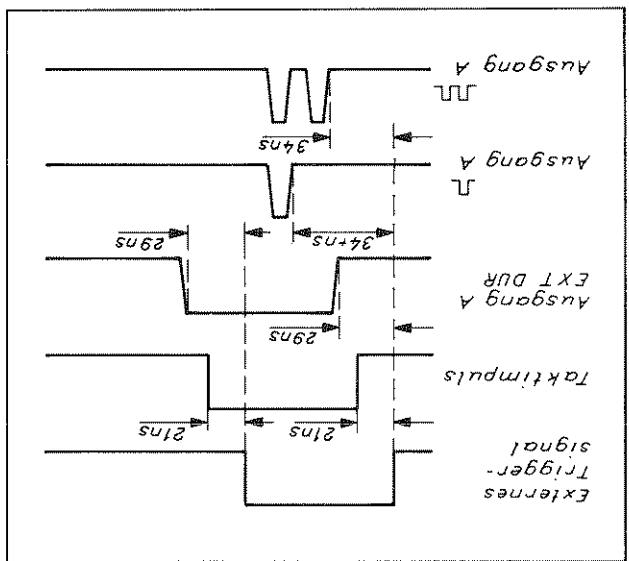 Externes
Trigger-
signal
21ns
21ns
Taktimpuls
29ns
Ausgang A
EXT DUR
34+ns
29ns
Ausgang A
34ns
Ausgang A